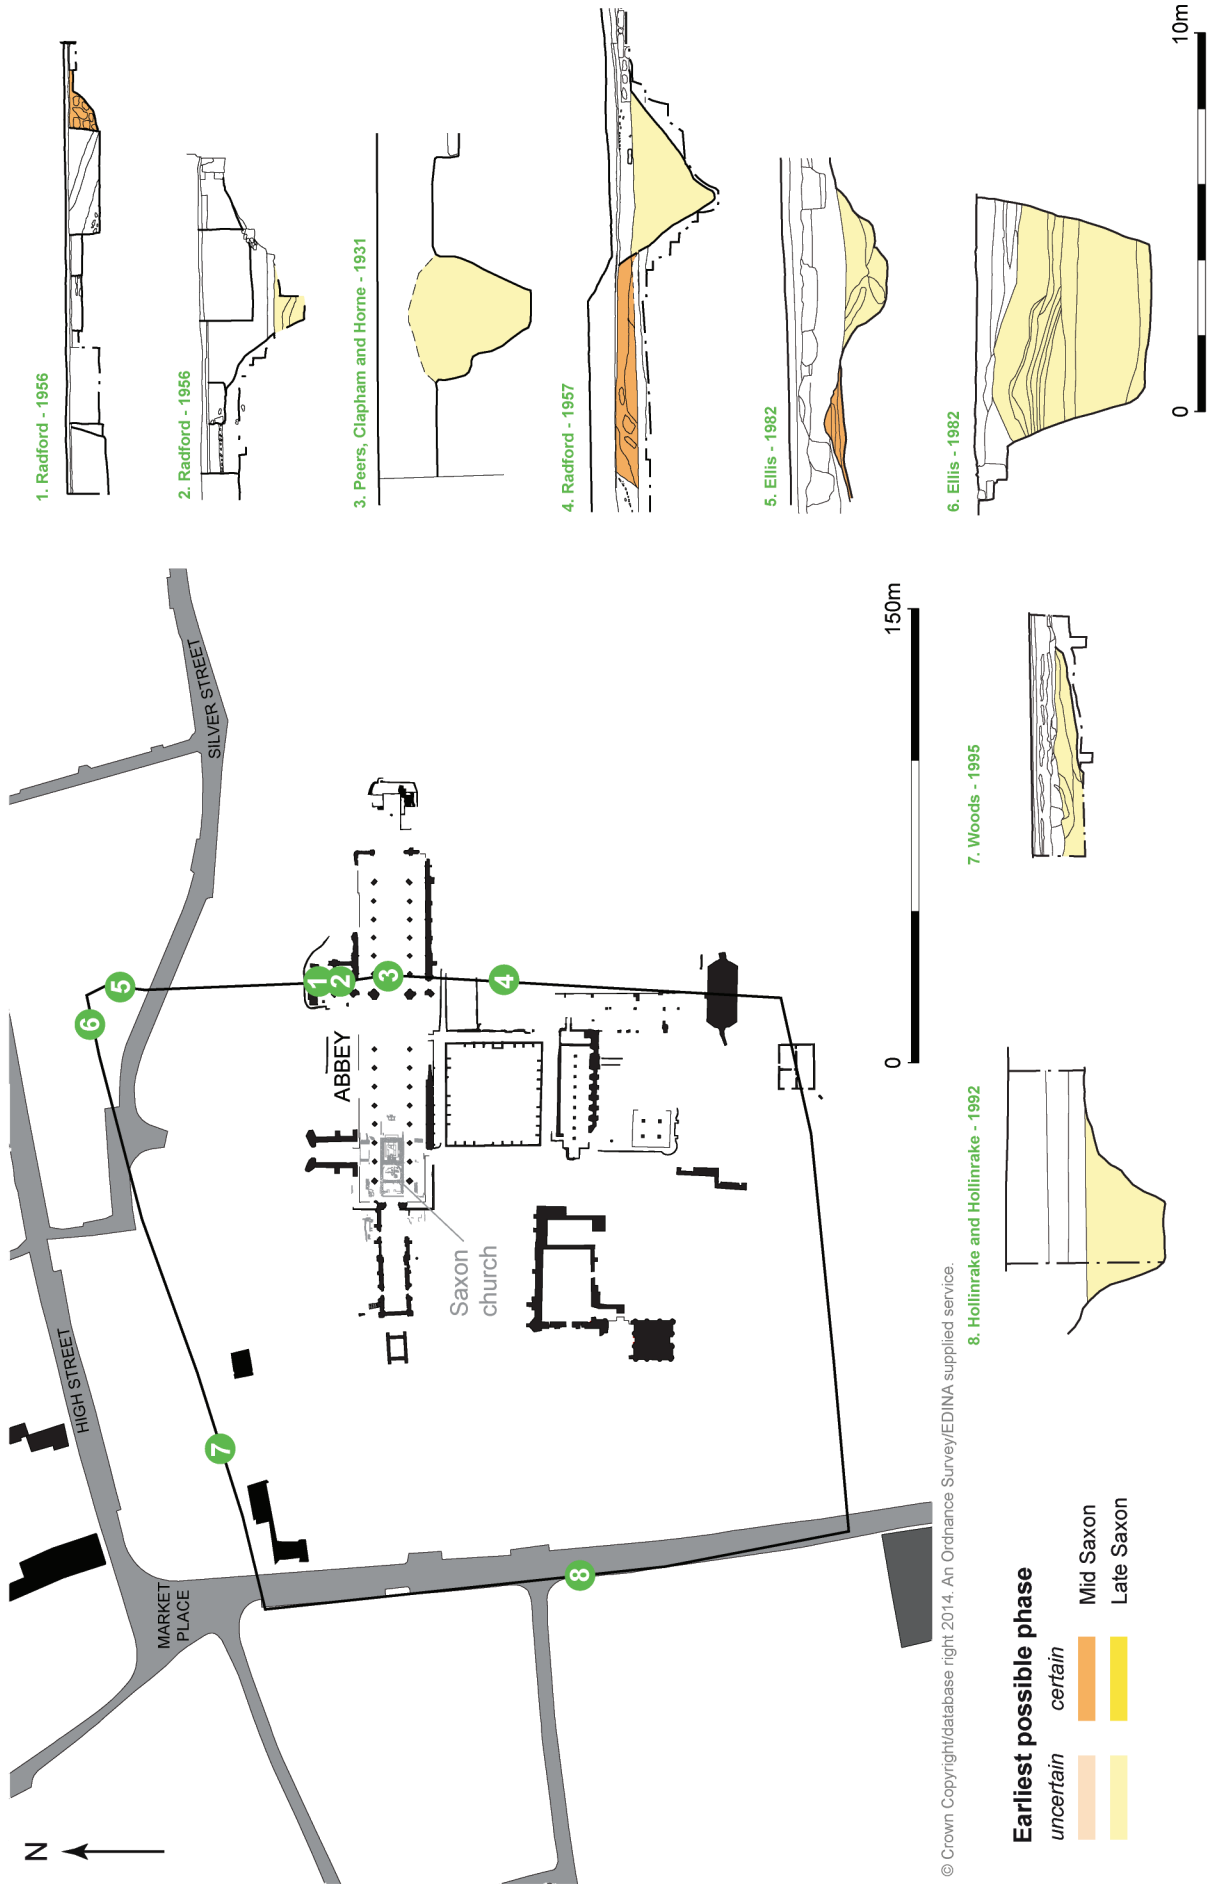 N
MARKET
PLACE
HIGH STREET
SILVER STREET
6
5
7
1
2
3
4
8
ABBEY
Saxon
church
0
150m
© Crown Copyright/database right 2014. An Ordnance Survey/EDINA supplied service.
1. Radford - 1956
2. Radford - 1956
3. Peers, Clapham and Horne - 1931
4. Radford - 1957
5. Ellis - 1982
6. Ellis - 1982
7. Woods - 1995
8. Hollinrake and Hollinrake - 1992
0
10m
Earliest possible phase
uncertain certain
Mid Saxon
Late Saxon